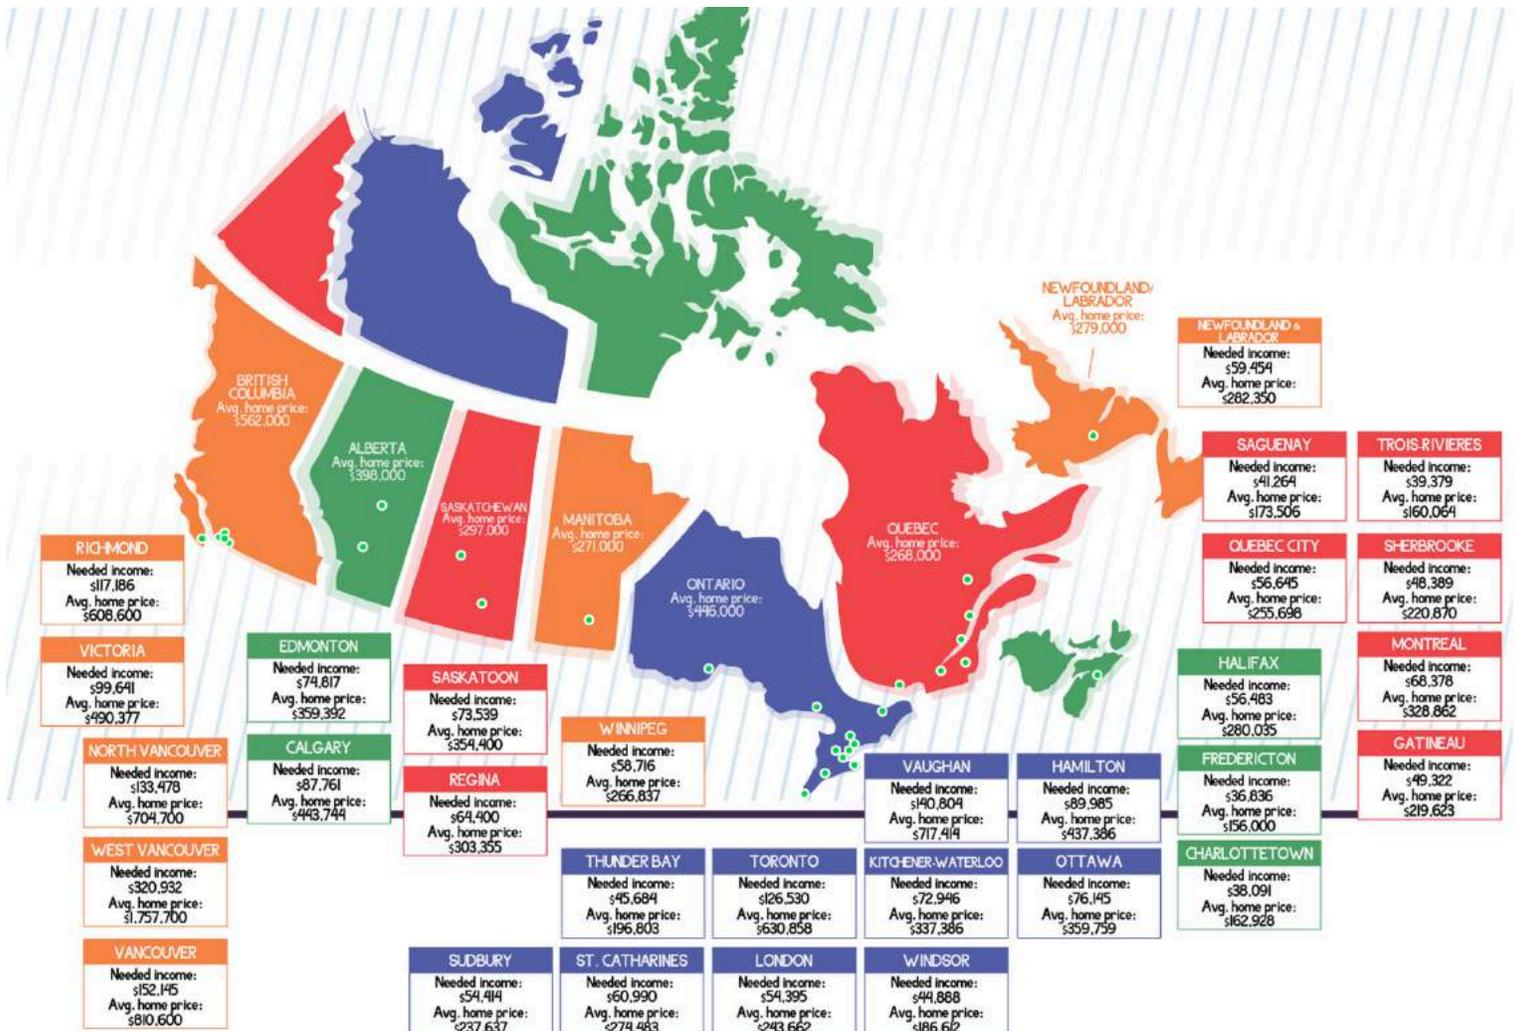 NEWFOUNDLAND/
LABRADOR
Avg. home price:
$279,000
BRITISH
COLUMBIA
Avg. home price:
$562,000
ALBERTA
Avg. home price:
$398,000
SASKATCHEWAN
Avg. home price:
$297,000
MANITOBA
Avg. home price:
$271,000
ONTARIO
Avg. home price:
$446,000
QUEBEC
Avg. home price:
$268,000
NEWFOUNDLAND &
LABRADOR
Needed income:
$59,454
Avg. home price:
$282,350
SAGUENAY
Needed income:
$41,264
Avg. home price:
$173,506
TROIS-RIVIERES
Needed income:
$39,379
Avg. home price:
$160,064
QUEBEC CITY
Needed income:
$56,645
Avg. home price:
$255,698
SHERBROOKE
Needed income:
$48,389
Avg. home price:
$220,870
MONTREAL
Needed income:
$68,378
Avg. home price:
$328,862
GATINEAU
Needed income:
$49,322
Avg. home price:
$219,623
HALIFAX
Needed income:
$56,483
Avg. home price:
$280,035
FREDERICTON
Needed income:
$36,836
Avg. home price:
$156,000
CHARLOTTETOWN
Needed income:
$38,091
Avg. home price:
$162,928
RICHMOND
Needed income:
$117,186
Avg. home price:
$608,600
VICTORIA
Needed income:
$99,641
Avg. home price:
$490,377
NORTH VANCOUVER
Needed income:
$133,478
Avg. home price:
$704,700
WEST VANCOUVER
Needed income:
$320,932
Avg. home price:
$1,757,700
VANCOUVER
Needed income:
$152,145
Avg. home price:
$810,600
EDMONTON
Needed income:
$74,817
Avg. home price:
$359,392
CALGARY
Needed income:
$87,761
Avg. home price:
$443,744
SASKATOON
Needed income:
$73,539
Avg. home price:
$354,400
REGINA
Needed income:
$64,400
Avg. home price:
$303,355
WINNIPEG
Needed income:
$58,716
Avg. home price:
$266,837
VAUGHAN
Needed income:
$140,804
Avg. home price:
$717,414
HAMILTON
Needed income:
$89,985
Avg. home price:
$437,386
THUNDER BAY
Needed income:
$45,684
Avg. home price:
$196,803
TORONTO
Needed income:
$126,530
Avg. home price:
$630,858
KITCHENER-WATERLOO
Needed income:
$72,946
Avg. home price:
$337,386
OTTAWA
Needed income:
$76,145
Avg. home price:
$359,759
SUDBURY
Needed income:
$54,414
Avg. home price:
$237,637
ST. CATHARINES
Needed income:
$60,990
Avg. home price:
$274,483
LONDON
Needed income:
$54,395
Avg. home price:
$243,662
WINDSOR
Needed income:
$44,888
Avg. home price:
$186,612